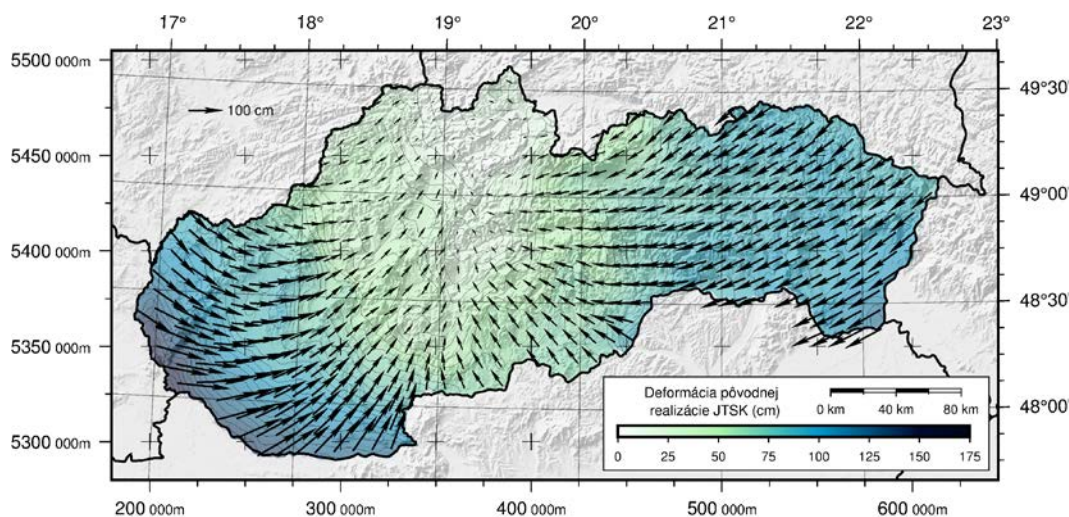 17° 18° 19° 20° 21° 22° 23°
5500 000m
49°30'
100 cm
5450 000m
49°00'
5400 000m
48°30'
5350 000m
Deformácia pôvodnej
realizácie JTSK (cm)
0 km 40 km 80 km
48°00'
5300 000m
0 25 50 75 100 125 150 175
200 000m 300 000m 400 000m 500 000m 600 000m